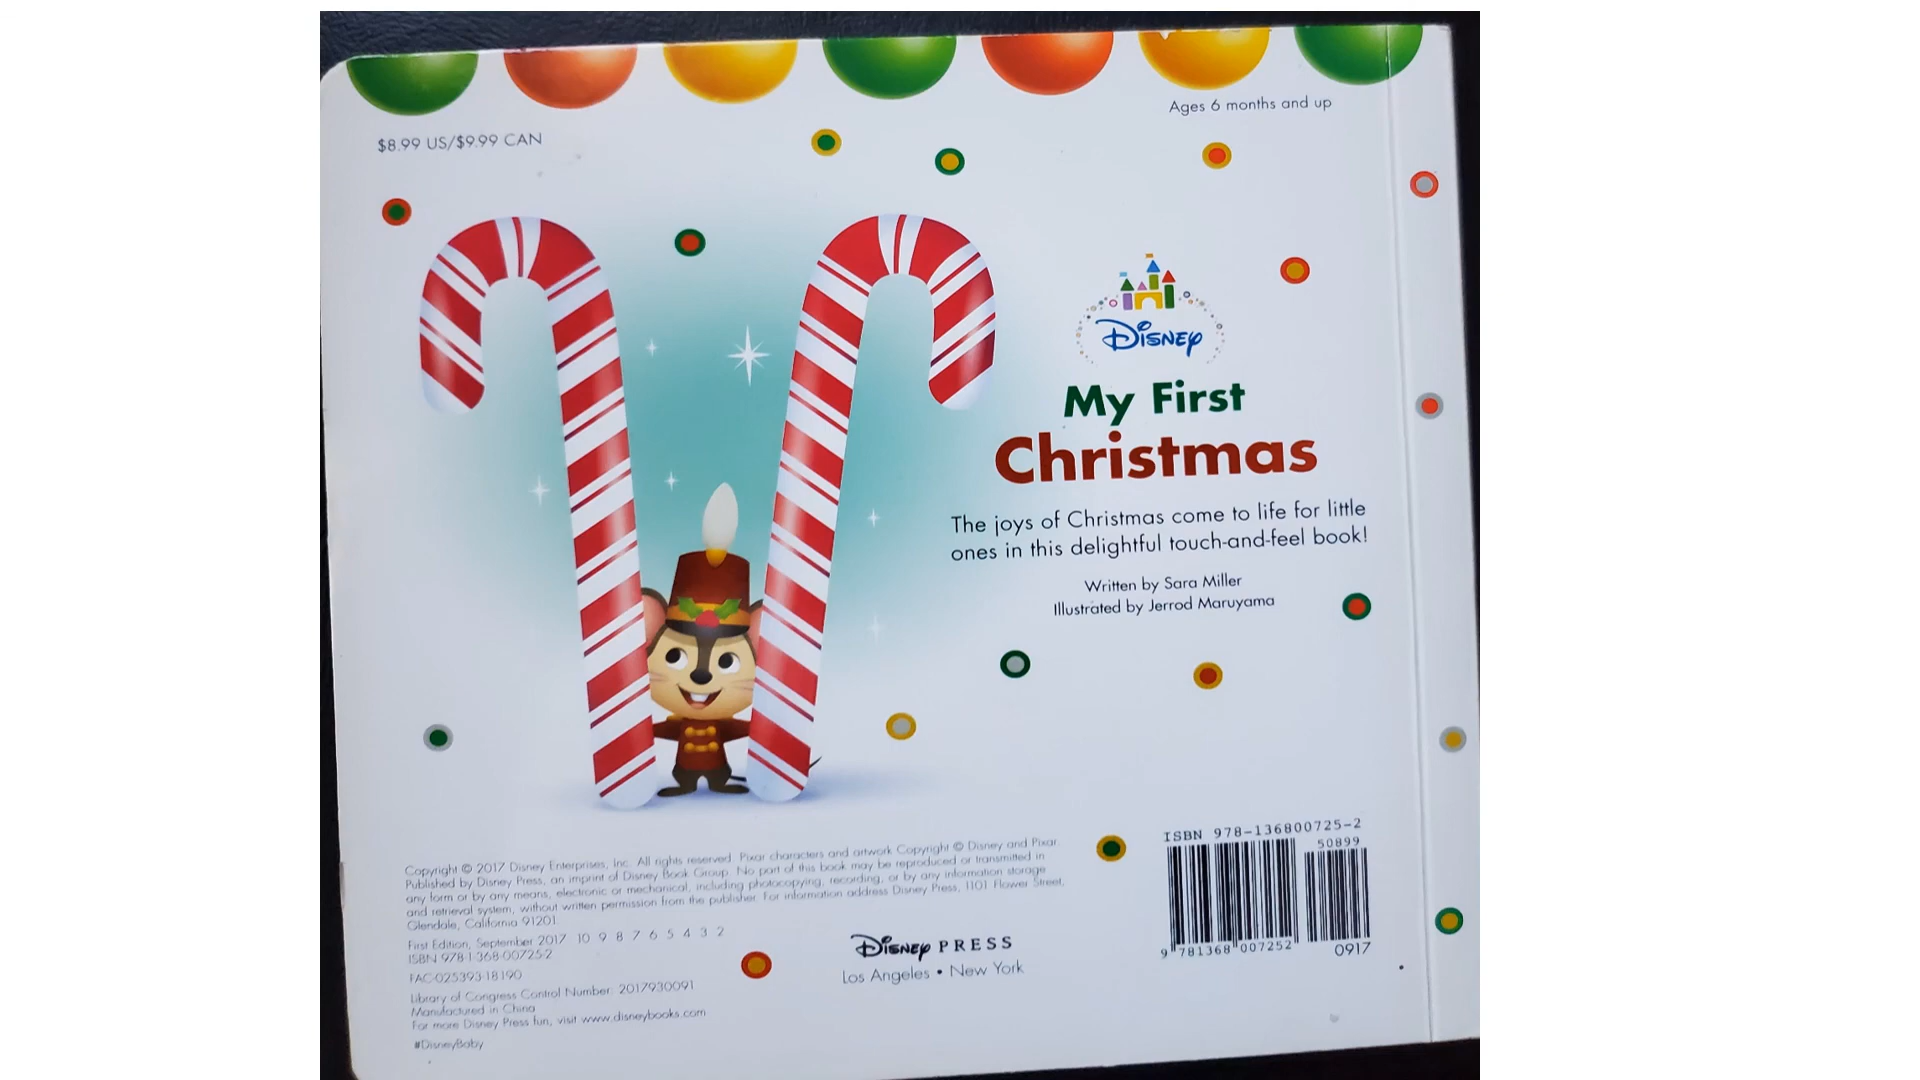 Ages 6 months and up
$8.99 US/$9.99 CAN
Disney
My First
Christmas
The joys of Christmas come to life for little
ones in this delightful touch-and-feel book!
Written by Sara Miller
Illustrated by Jerrod Maruyama
Copyright © 2017 Disney Enterprises, Inc. All rights reserved. Pixar characters and artwork Copyright © Disney and Pixar.
Published by Disney Press, an imprint of Disney Book Group. No part of this book may be reproduced or transmitted in
any form or by any means, electronic or mechanical, including photocopying, recording, or by any information storage
and retrieval system, without written permission from the publisher. For information address Disney Press, 1101 Flower Street,
Glendale, California 91201.
First Edition, September 2017 10 9 8 7 6 5 4 3 2
ISBN 978-1-368-00725-2
FAC-025393-18190
Library of Congress Control Number: 2017930091
Manufactured in China
For more Disney Press fun, visit www.disneybooks.com
#DisneyBaby
Disney PRESS
Los Angeles • New York
ISBN 978-136800725-2
50899
9 781368 007252
0917